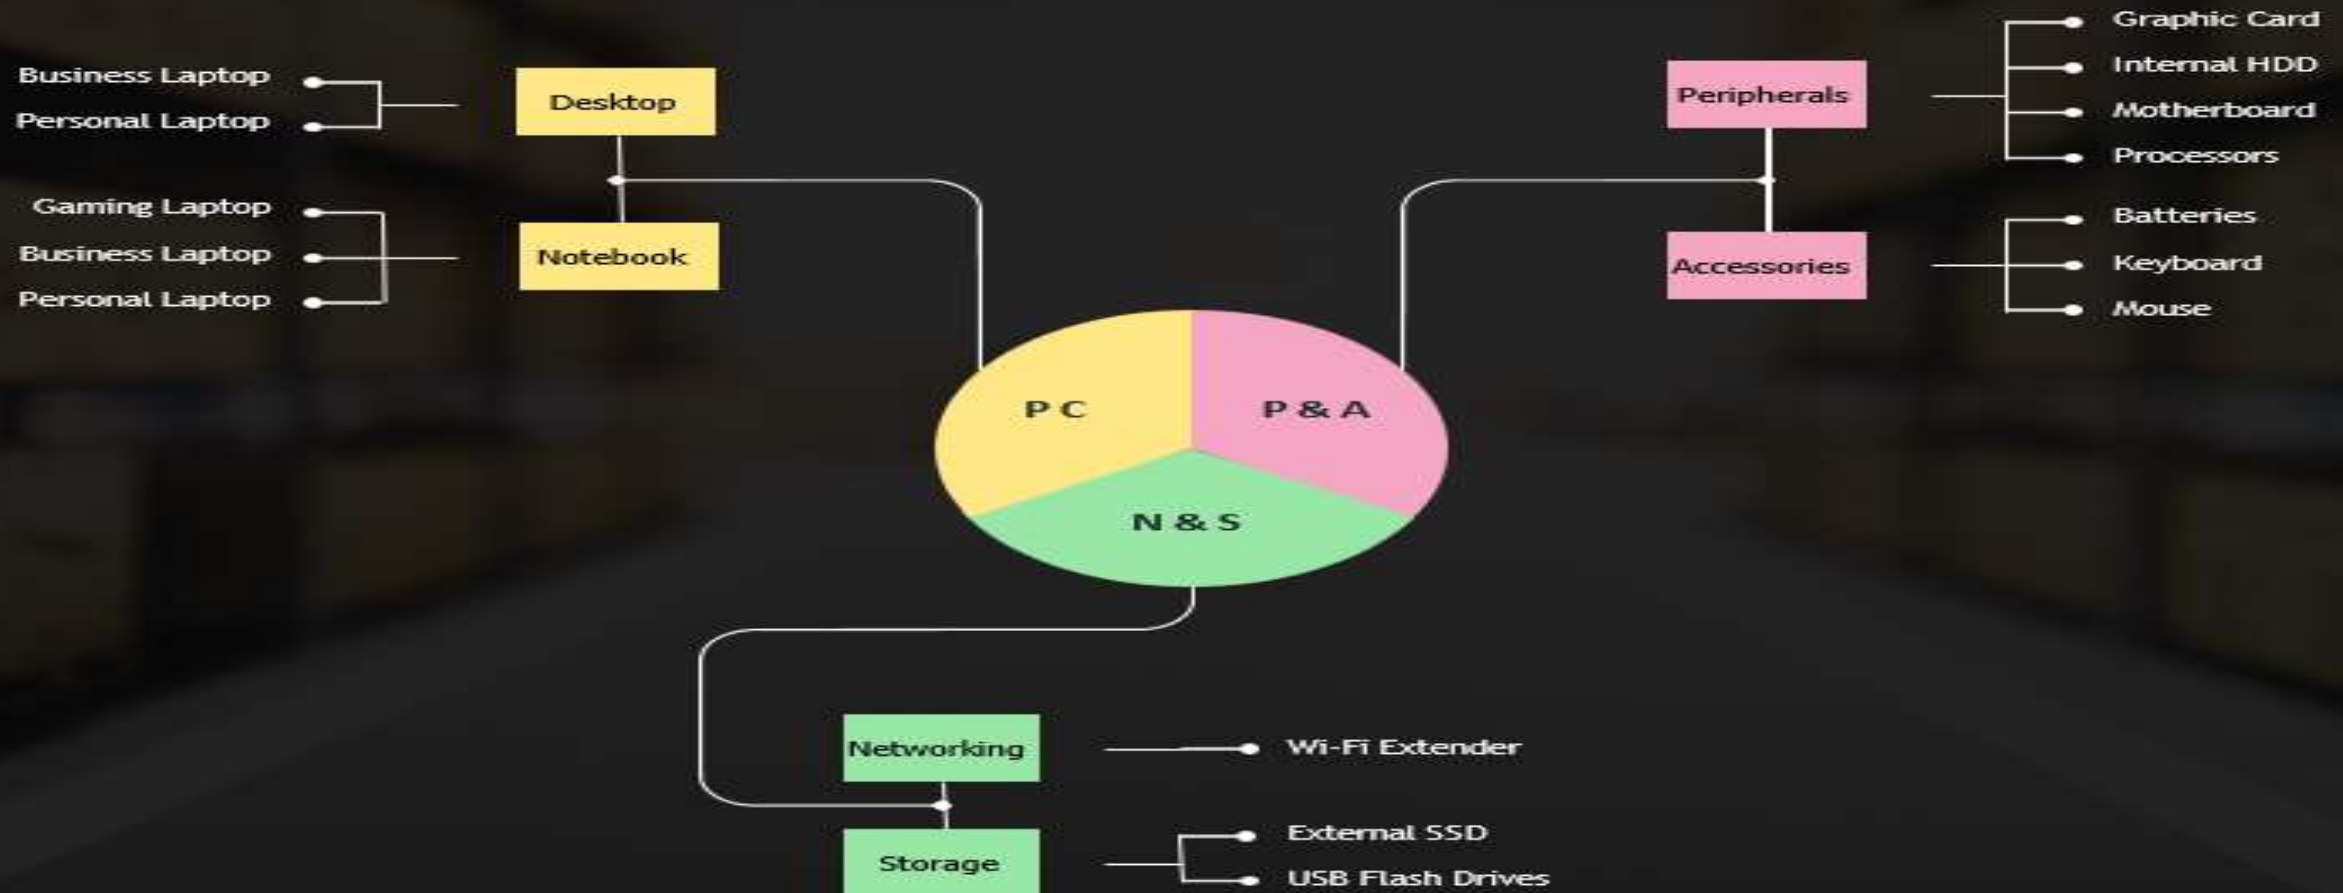 Business Laptop
Personal Laptop
Desktop
Gaming Laptop
Business Laptop
Personal Laptop
Notebook
Peripherals
Graphic Card
Internal HDD
Motherboard
Processors
Accessories
Batteries
Keyboard
Mouse
P C
P & A
N & S
Networking
Wi-Fi Extender
Storage
External SSD
USB Flash Drives